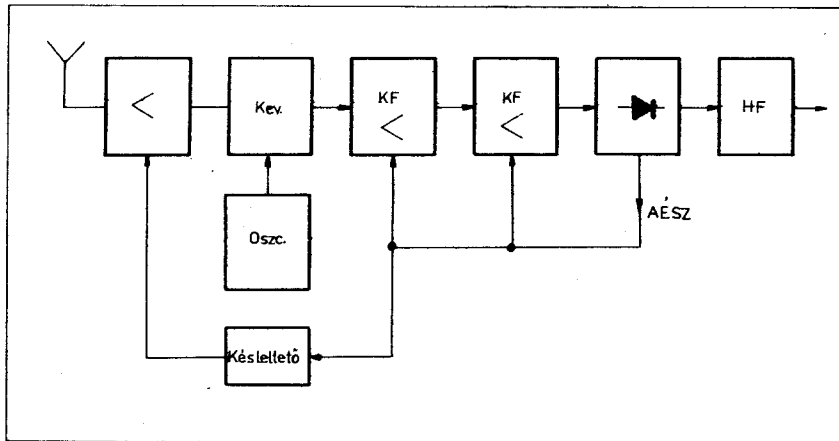 Kev.
KF
KF
HF
Oszc.
AÉSZ
Késleltető